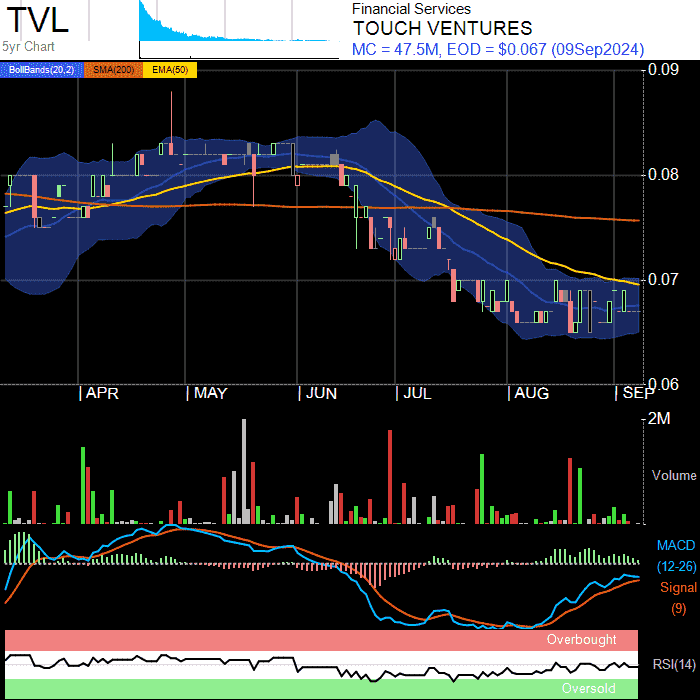 TVL
5yr Chart
Financial Services
TOUCH VENTURES
MC = 47.5M, EOD = $0.067 (09Sep2024)
BollBands(20,2) SMA(200) EMA(50)
0.09
0.08
0.07
0.06
APR MAY JUN JUL AUG SEP
2M
Volume
MACD
(12-26)
Signal
(9)
Overbought
RSI(14)
Oversold